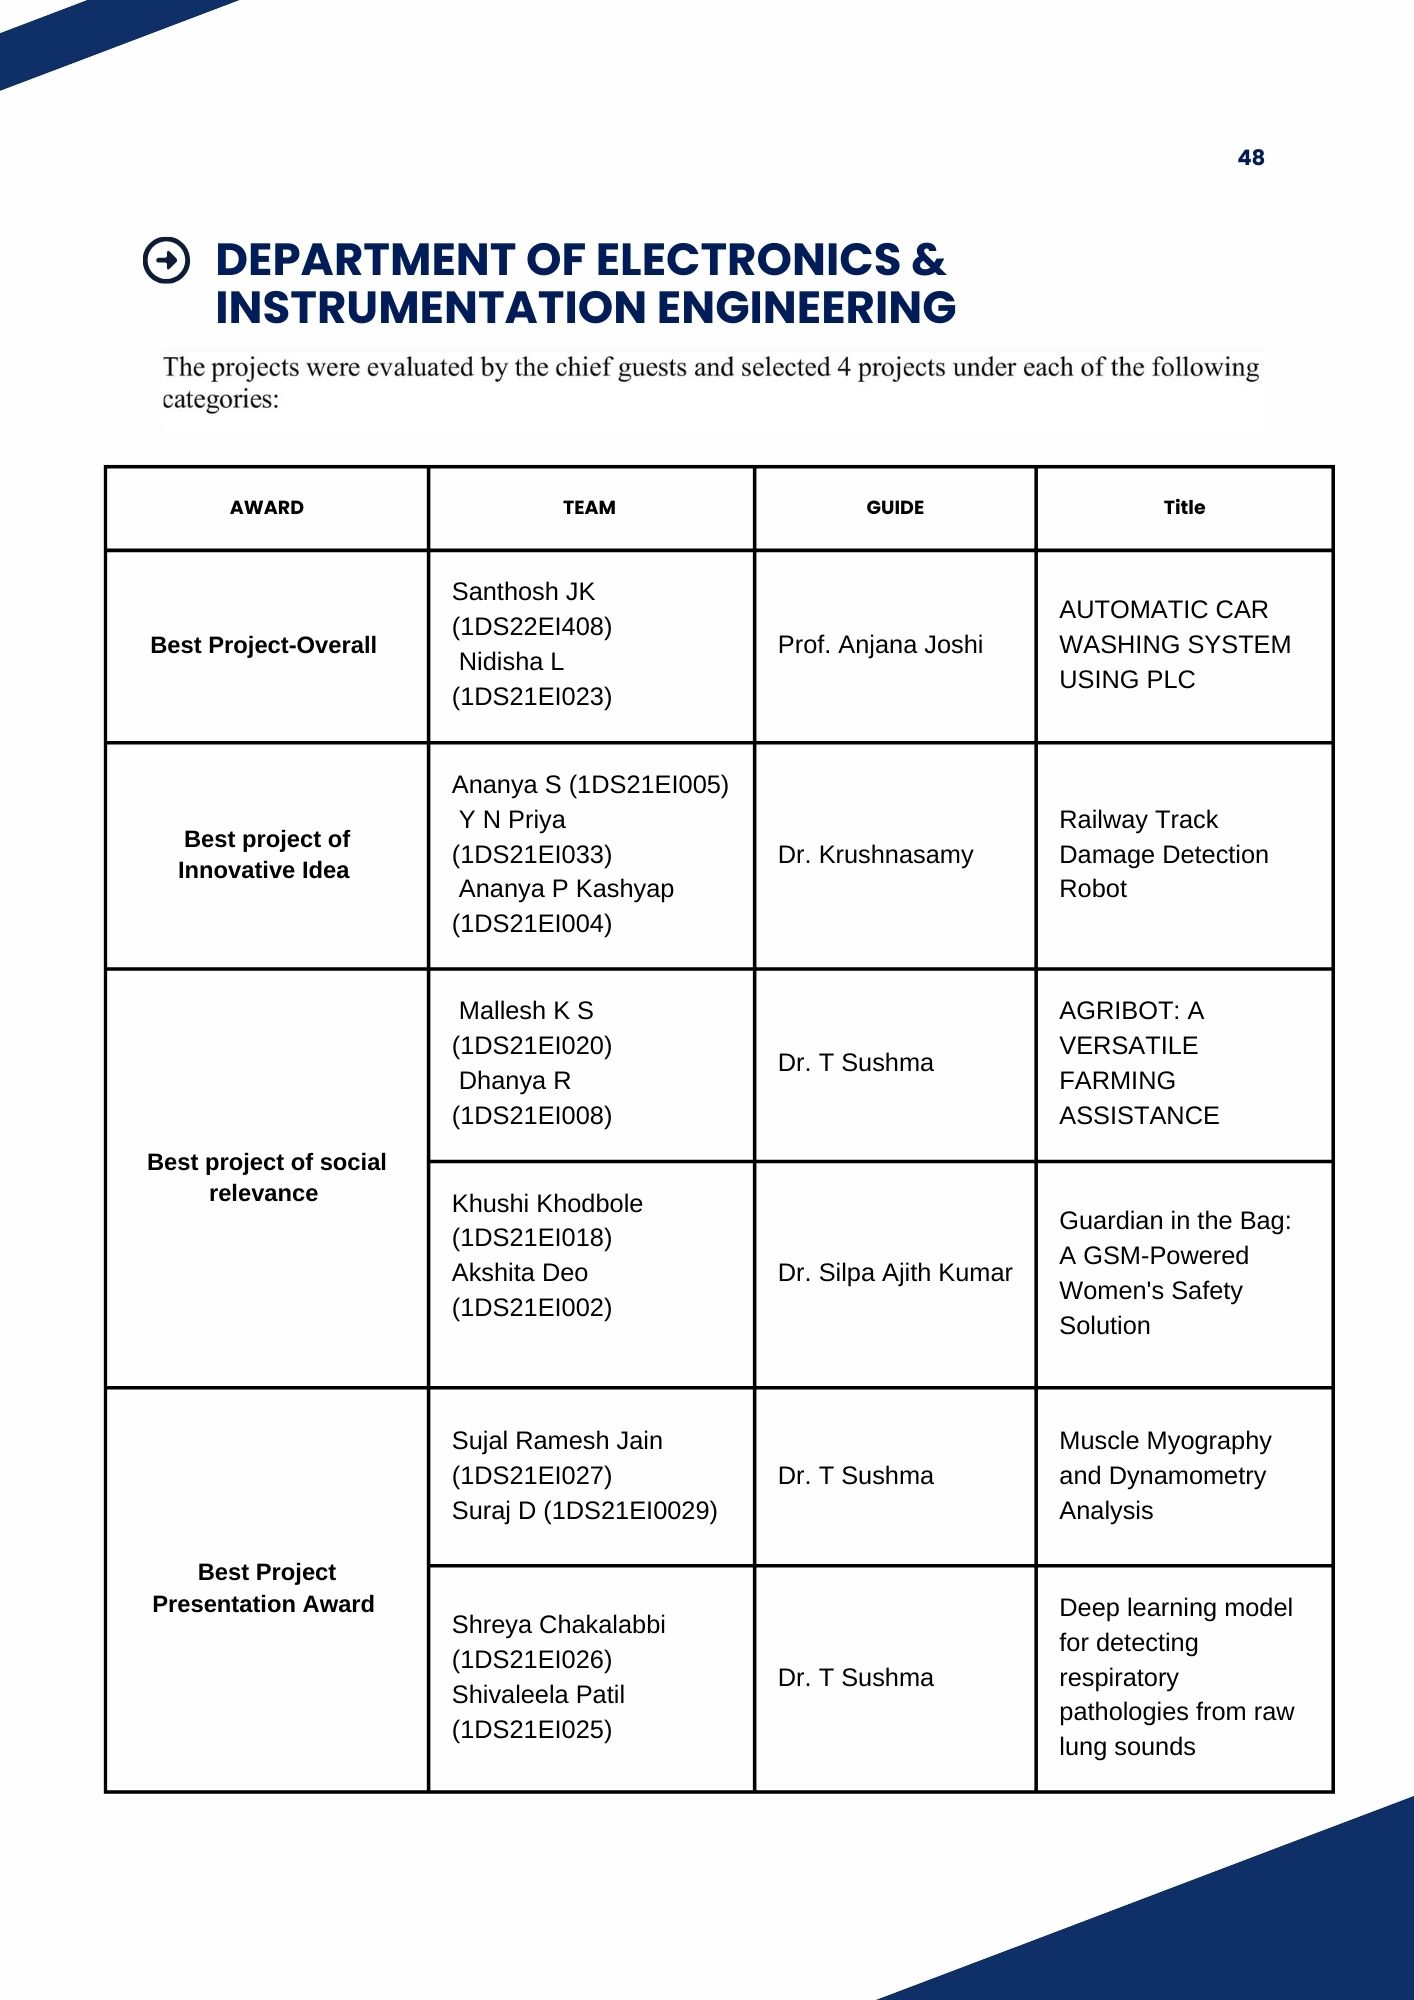 48
DEPARTMENT OF ELECTRONICS &
INSTRUMENTATION ENGINEERING
The projects were evaluated by the chief guests and selected 4 projects under each of the following
categories:
AWARD
TEAM
GUIDE
Title
Best Project-Overall
Santhosh JK
(1DS22EI408)
Nidisha L
(1DS21EI023)
Prof. Anjana Joshi
AUTOMATIC CAR
WASHING SYSTEM
USING PLC
Best project of
Innovative Idea
Ananya S (1DS21EI005)
Y N Priya
(1DS21EI033)
Ananya P Kashyap
(1DS21EI004)
Dr. Krushnasamy
Railway Track
Damage Detection
Robot
Best project of social
relevance
Mallesh K S
(1DS21EI020)
Dhanya R
(1DS21EI008)
Dr. T Sushma
AGRIBOT: A
VERSATILE
FARMING
ASSISTANCE
Khushi Khodbole
(1DS21EI018)
Akshita Deo
(1DS21EI002)
Dr. Silpa Ajith Kumar
Guardian in the Bag:
A GSM-Powered
Women's Safety
Solution
Best Project
Presentation Award
Sujal Ramesh Jain
(1DS21EI027)
Suraj D (1DS21EI0029)
Dr. T Sushma
Muscle Myography
and Dynamometry
Analysis
Shreya Chakalabbi
(1DS21EI026)
Shivaleela Patil
(1DS21EI025)
Dr. T Sushma
Deep learning model
for detecting
respiratory
pathologies from raw
lung sounds